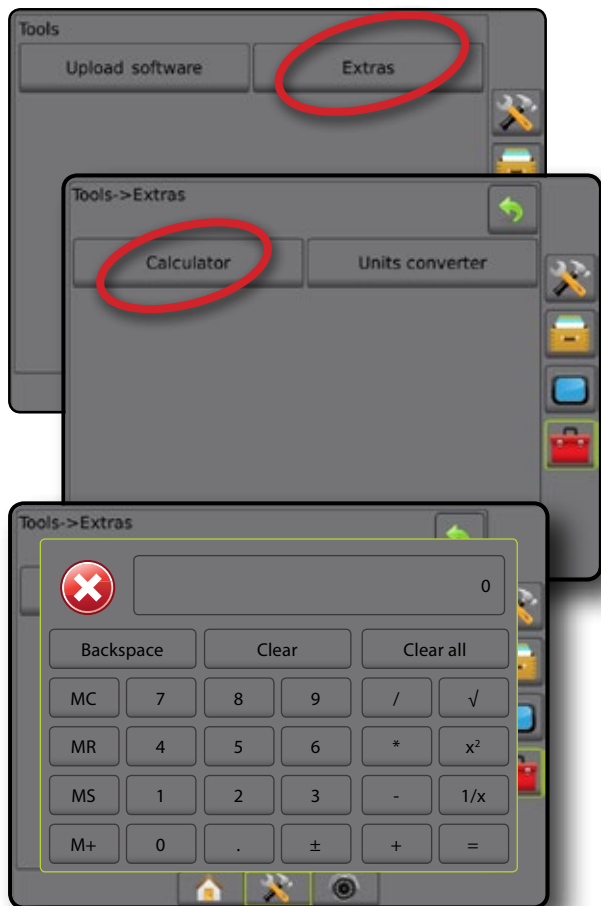 Tools
Upload software Extras
Tools->Extras
Calculator Units converter
Tools->Extras
0
Backspace Clear Clear all
MC 7 8 9 / √
MR 4 5 6 * x²
MS 1 2 3 - 1/x
M+ 0 . ± + =